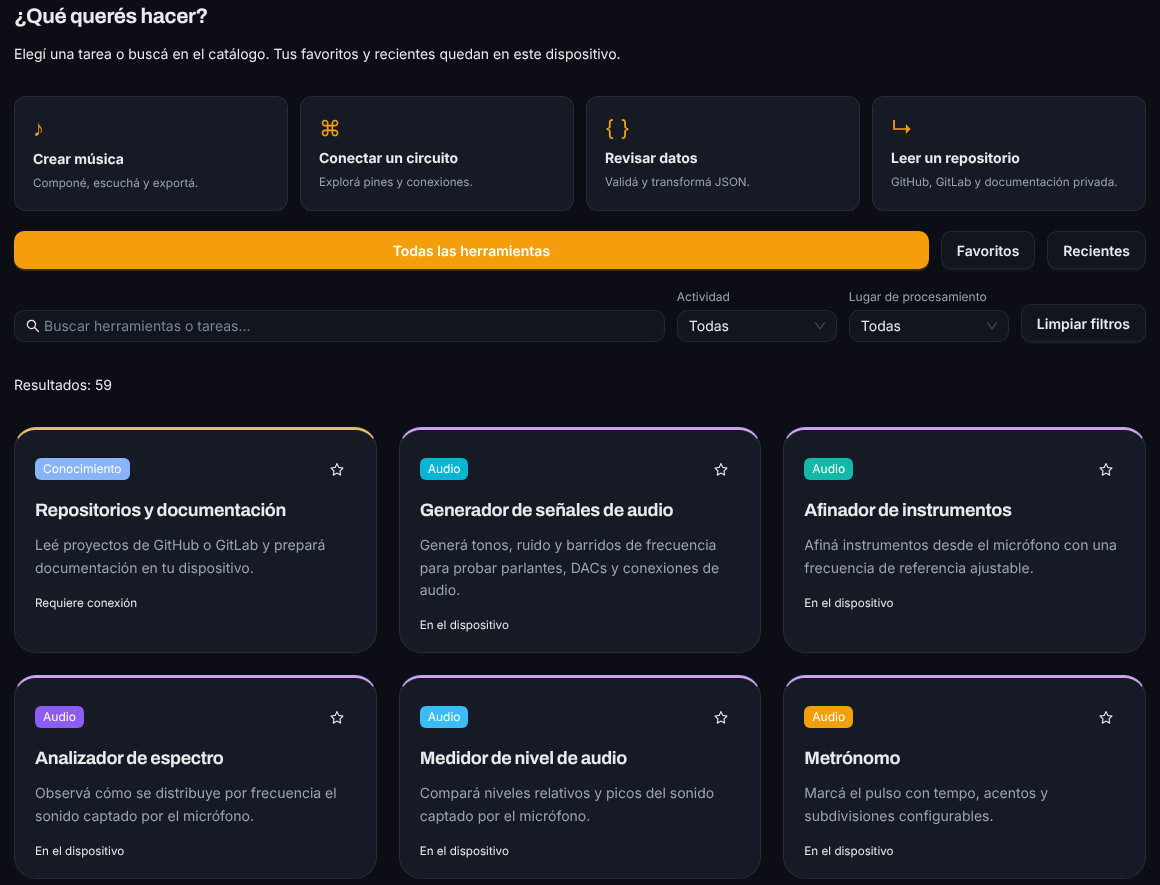 ¿Qué querés hacer?
Elegí una tarea o buscá en el catálogo. Tus favoritos y recientes quedan en este dispositivo.
Crear música
Componé, escuchá y exportá.
Conectar un circuito
Explorá pines y conexiones.
Revisar datos
Validá y transformá JSON.
Leer un repositorio
GitHub, GitLab y documentación privada.
Todas las herramientas
Favoritos
Recientes
Buscar herramientas o tareas...
Actividad
Todas
Lugar de procesamiento
Todas
Limpiar filtros
Resultados: 59
Conocimiento
Repositorios y documentación
Leé proyectos de GitHub o GitLab y prepará
documentación en tu dispositivo.
Requiere conexión
Audio
Generador de señales de audio
Generá tonos, ruido y barridos de frecuencia
para probar parlantes, DACs y conexiones de
audio.
En el dispositivo
Audio
Afinador de instrumentos
Afiná instrumentos desde el micrófono con una
frecuencia de referencia ajustable.
En el dispositivo
Audio
Analizador de espectro
Observá cómo se distribuye por frecuencia el
sonido captado por el micrófono.
En el dispositivo
Audio
Medidor de nivel de audio
Compará niveles relativos y picos del sonido
captado por el micrófono.
En el dispositivo
Audio
Metrónomo
Marcá el pulso con tempo, acentos y
subdivisiones configurables.
En el dispositivo